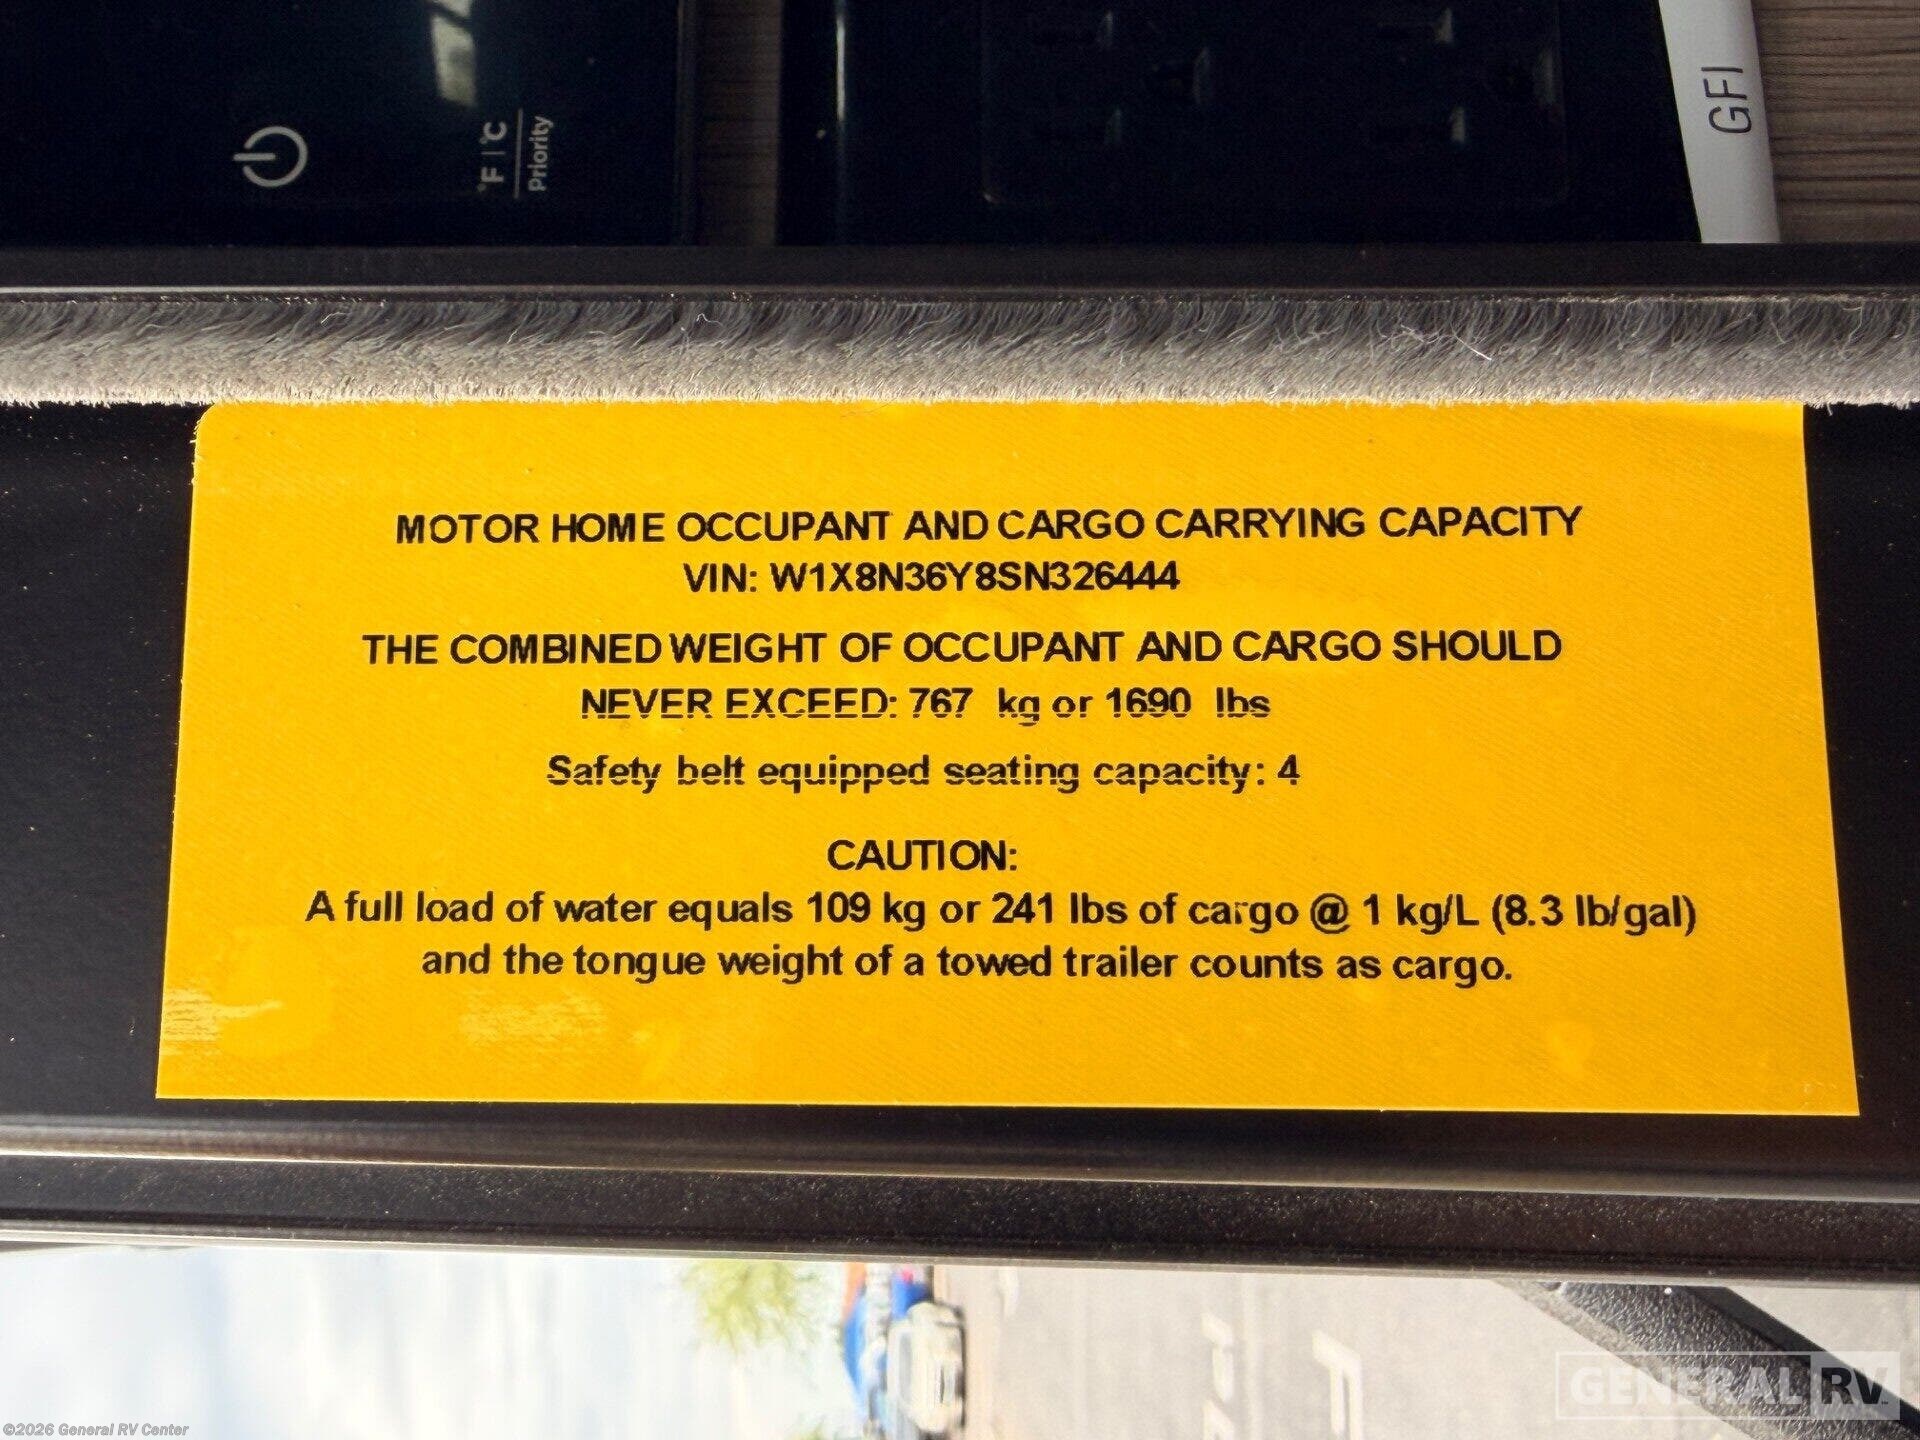 °F | °C
Priority
GFI
MOTOR HOME OCCUPANT AND CARGO CARRYING CAPACITY
VIN: W1X8N36Y8SN326444
THE COMBINED WEIGHT OF OCCUPANT AND CARGO SHOULD
NEVER EXCEED: 767 kg or 1690 lbs
Safety belt equipped seating capacity: 4
CAUTION:
A full load of water equals 109 kg or 241 lbs of cargo @ 1 kg/L (8.3 lb/gal)
and the tongue weight of a towed trailer counts as cargo.
GENERAL RV
©2026 General RV Center